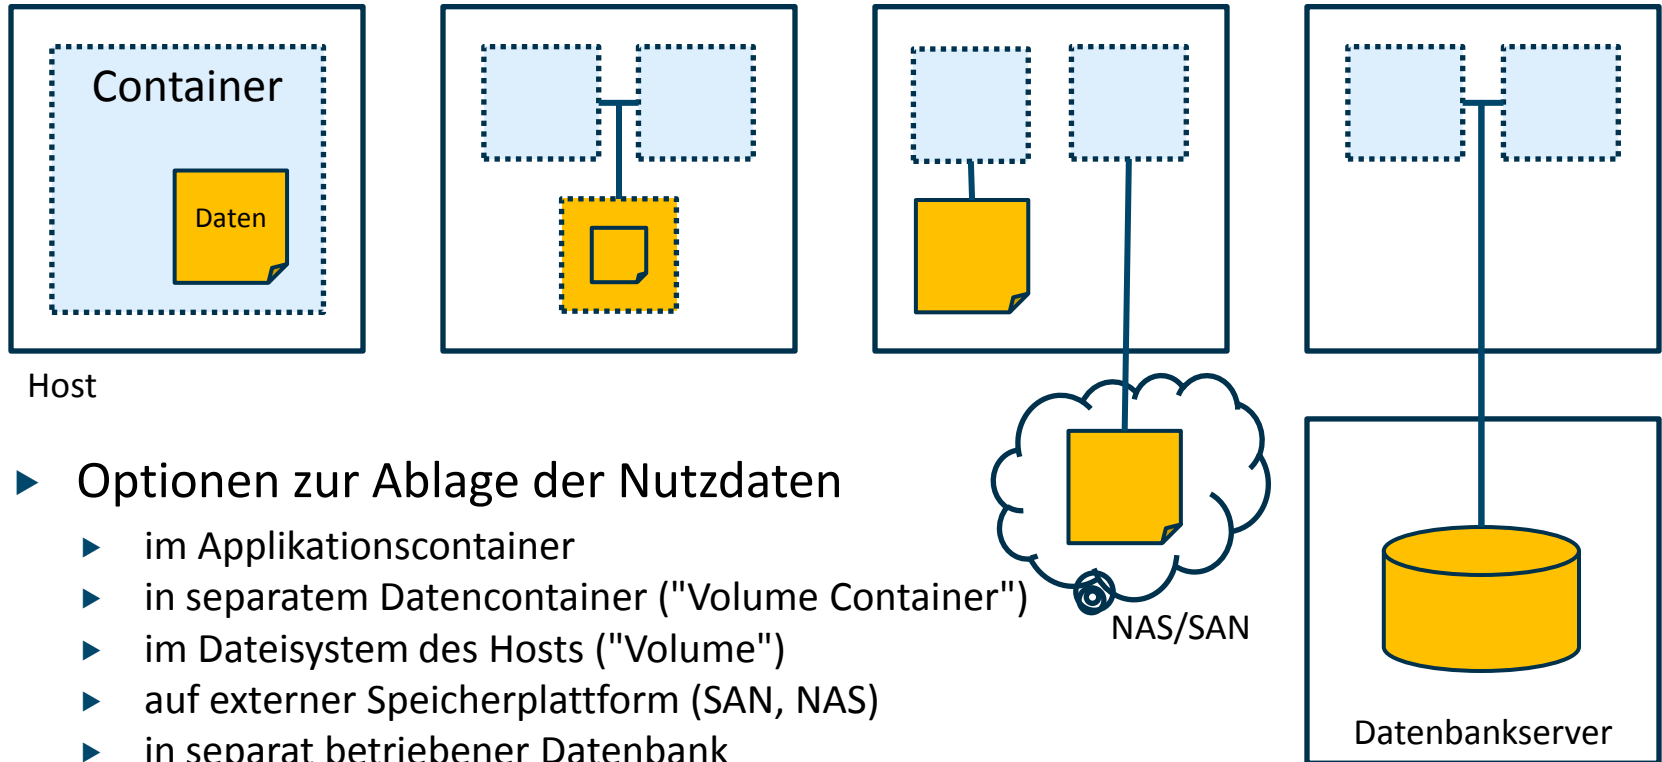 Container
Daten
Host
▶ Optionen zur Ablage der Nutzdaten
▶ im Applikationscontainer
▶ in separatem Datencontainer ("Volume Container")
▶ im Dateisystem des Hosts ("Volume")
▶ auf externer Speicherplattform (SAN, NAS)
▶ in separat betriebener Datenbank
NAS/SAN
Datenbankserver